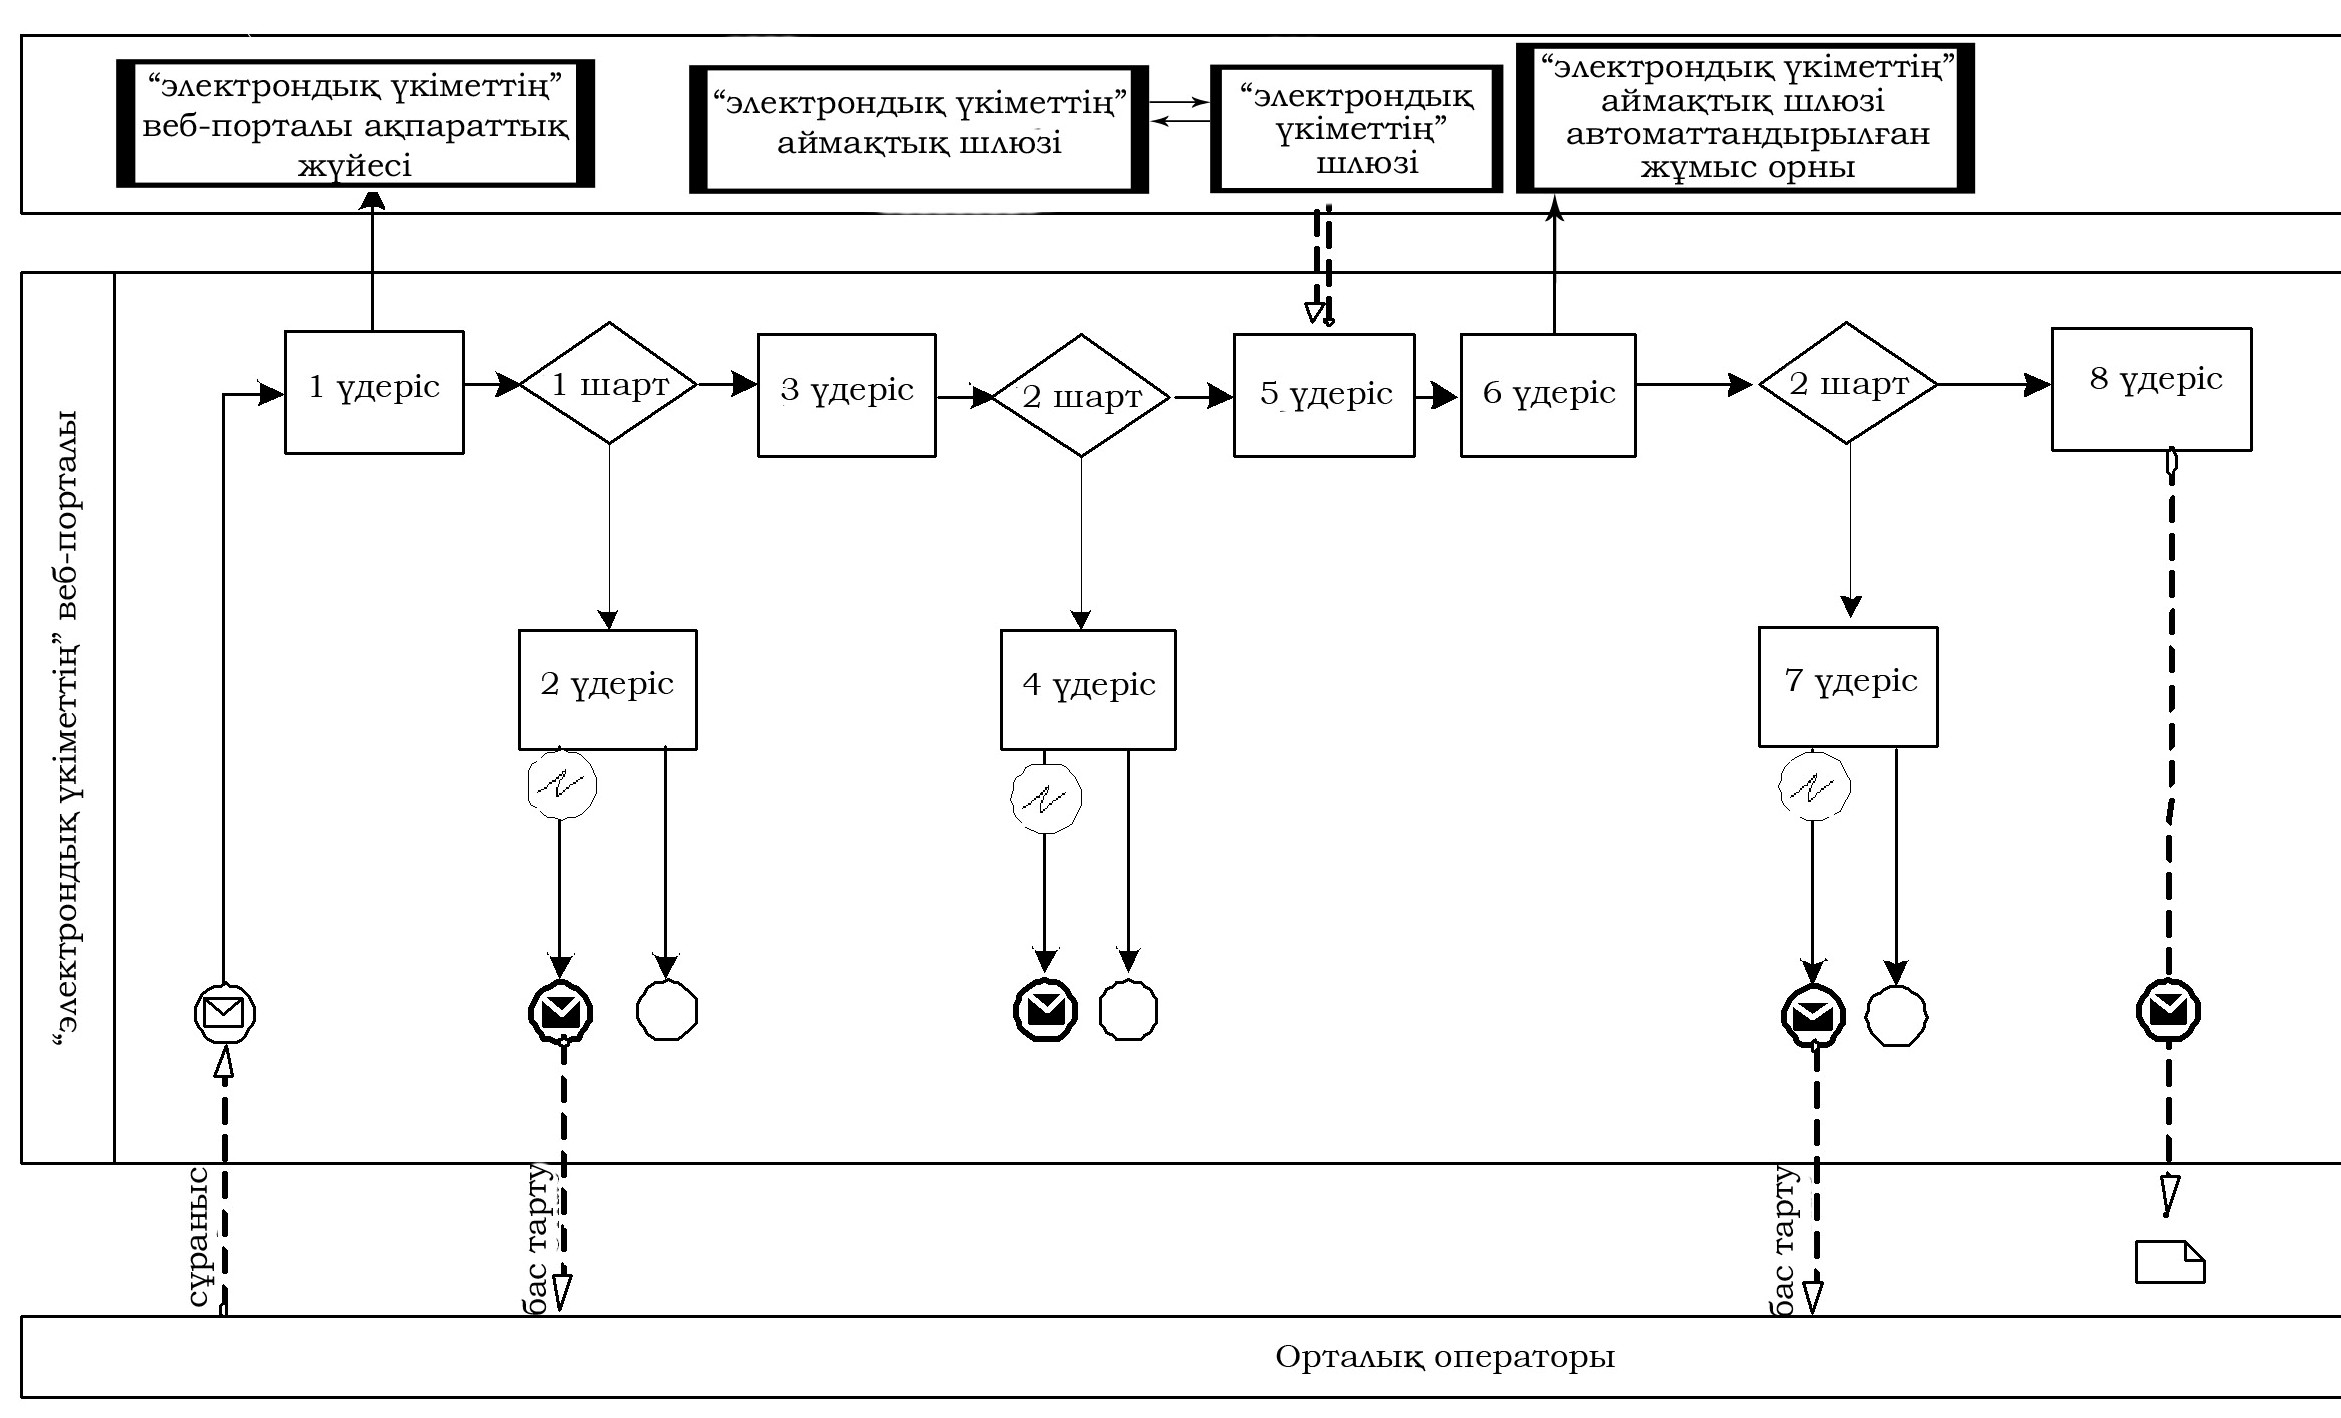 “электрондық үкіметтің”
веб-порталы ақпараттық
жүйесі
“электрондық үкіметтің”
аймақтық шлюзі
“электрондық
үкіметтің”
шлюзі
“электрондық үкіметтің”
аймақтық шлюзі
автоматтандырылған
жұмыс орны
“электрондық үкіметтің” веб-порталы
1 үдеріс
1 шарт
3 үдеріс
2 шарт
5 үдеріс
6 үдеріс
2 шарт
8 үдеріс
2 үдеріс
4 үдеріс
7 үдеріс
сұраныс
бас тарту
бас тарту
Орталық операторы